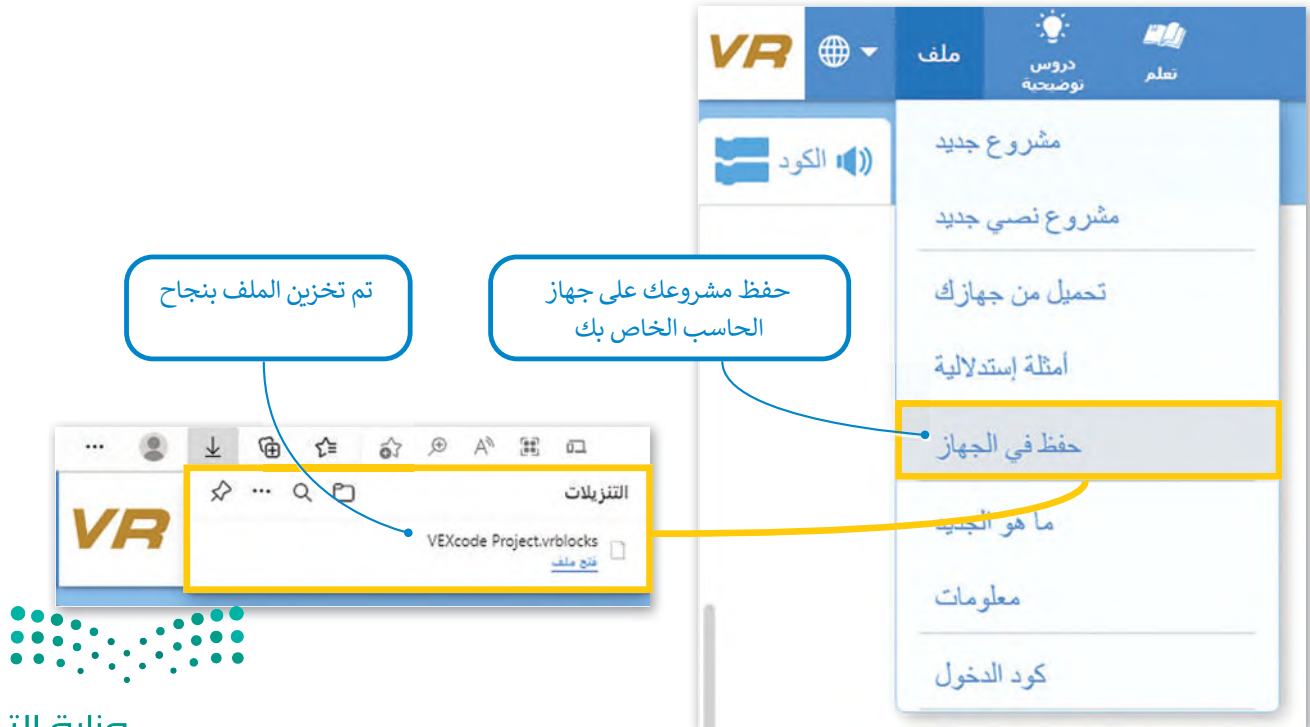 VR
ملف
دروس
توضيحية
تعلم
الكود
مشروع جديد
مشروع نصي جديد
تحميل من جهازك
أمثلة إستدلالية
حفظ في الجهاز
ما هو الجديد
معلومات
كود الدخول
حفظ مشروعك على جهاز
الحاسب الخاص بك
تم تخزين الملف بنجاح
التنزيلات
VEXcode Project.vrblocks
فتح ملف
VR